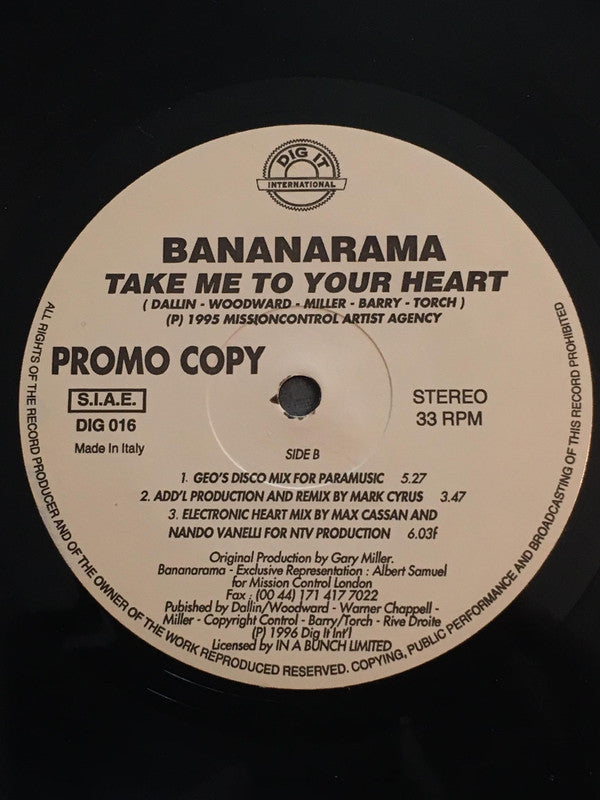 DIG IT
INTERNATIONAL
BANANARAMA
TAKE ME TO YOUR HEART
( DALLIN - WOODWARD - MILLER - BARRY - TORCH )
(P) 1995 MISSIONCONTROL ARTIST AGENCY
PROMO COPY
S.I.A.E.
DIG 016
Made in Italy
STEREO
33 RPM
SIDE B
1. GEO'S DISCO MIX FOR PARAMUSIC 5.27
2. ADD'L PRODUCTION AND REMIX BY MARK CYRUS 3.47
3. ELECTRONIC HEART MIX BY MAX CASSAN AND
NANDO VANELLI FOR NTV PRODUCTION 6.03f
Original Production by Gary Miller.
Bananarama - Exclusive Representation : Albert Samuel
for Mission Control London
Fax : (00 44) 171 417 7022
Pubished by Dallin/Woodward - Warner Chappell -
Miller - Copyright Control - Barry/Torch - Rive Droite
(P) 1996 Dig It Int'l
Licensed by IN A BUNCH LIMITED
ALL RIGHTS OF THE RECORD PRODUCER AND OF THE OWNER OF THE WORK REPRODUCED RESERVED. COPYING, PUBLIC PERFORMANCE AND BROADCASTING OF THIS RECORD PROHIBITED